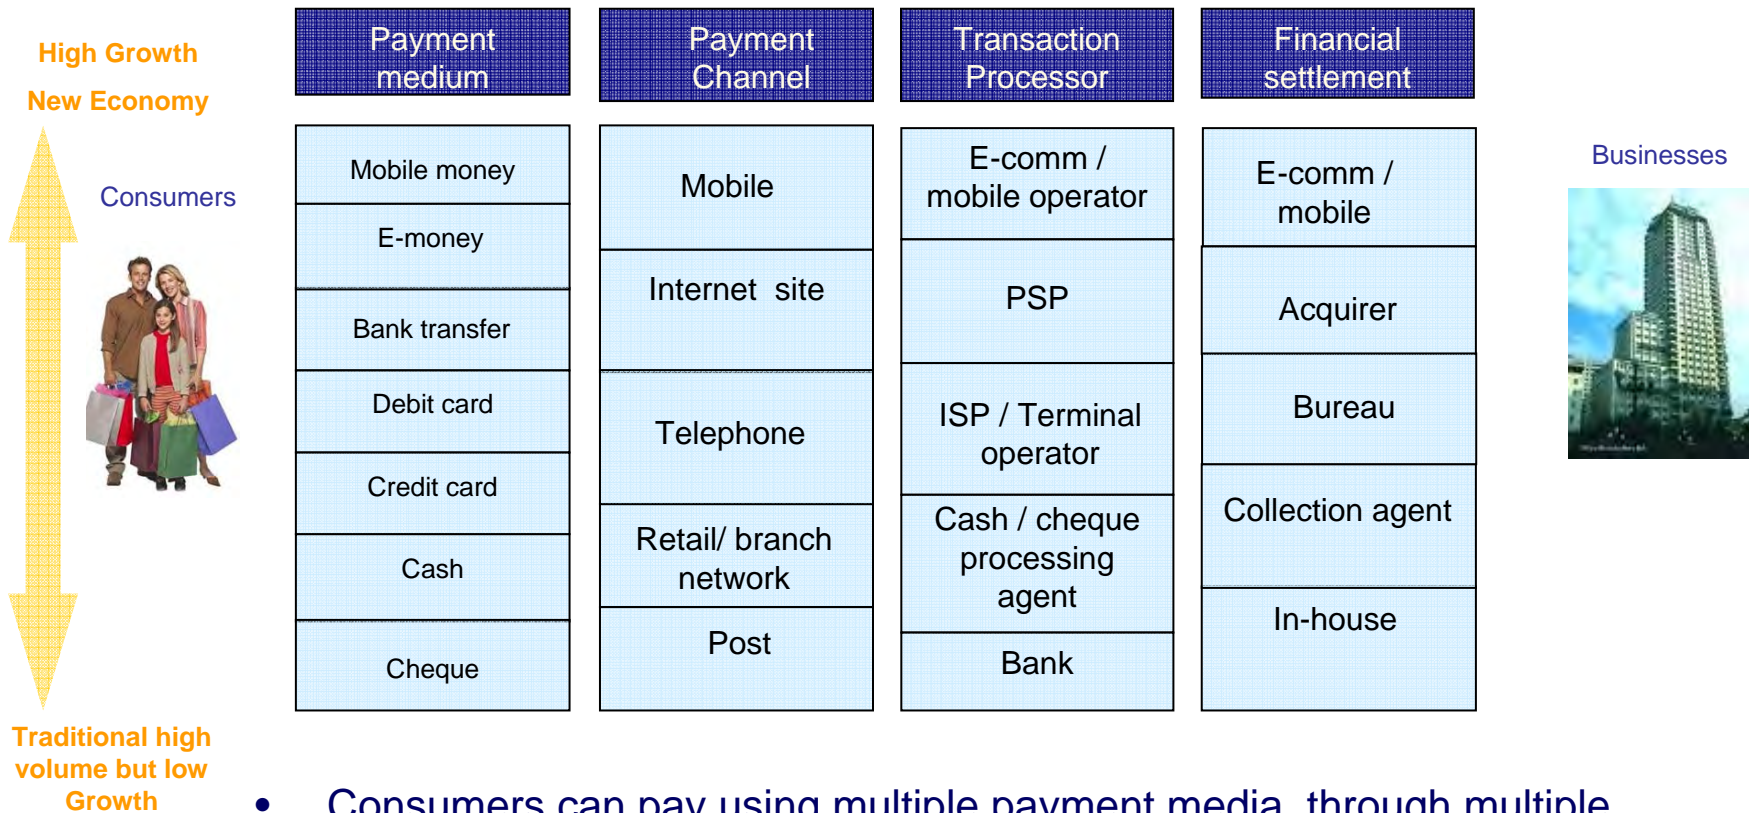 High Growth
New Economy
Payment
medium
Payment
Channel
Transaction
Processor
Financial
settlement
Consumers
Businesses
Mobile money
E-money
Bank transfer
Debit card
Credit card
Cash
Cheque
Mobile
Internet site
Telephone
Retail/ branch
network
Post
E-comm /
mobile operator
PSP
ISP / Terminal
operator
Cash / cheque
processing
agent
Bank
E-comm /
mobile
Acquirer
Bureau
Collection agent
In-house
Traditional high
volume but low
Growth
• Consumers can pay using multiple payment media, through multiple